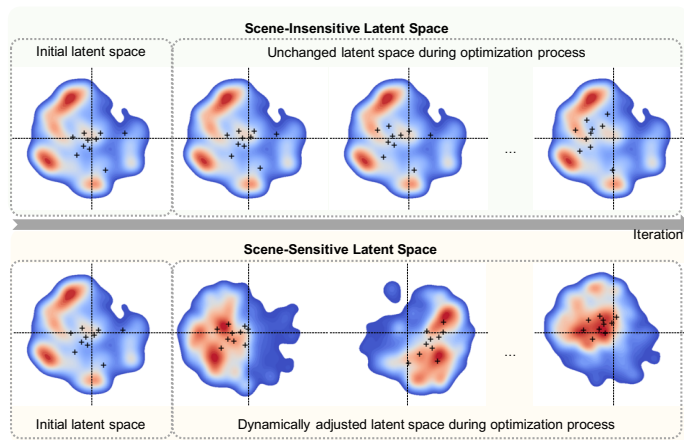 Scene-Insensitive Latent Space
Initial latent space
Unchanged latent space during optimization process
...
Iteration
Scene-Sensitive Latent Space
...
Initial latent space
Dynamically adjusted latent space during optimization process